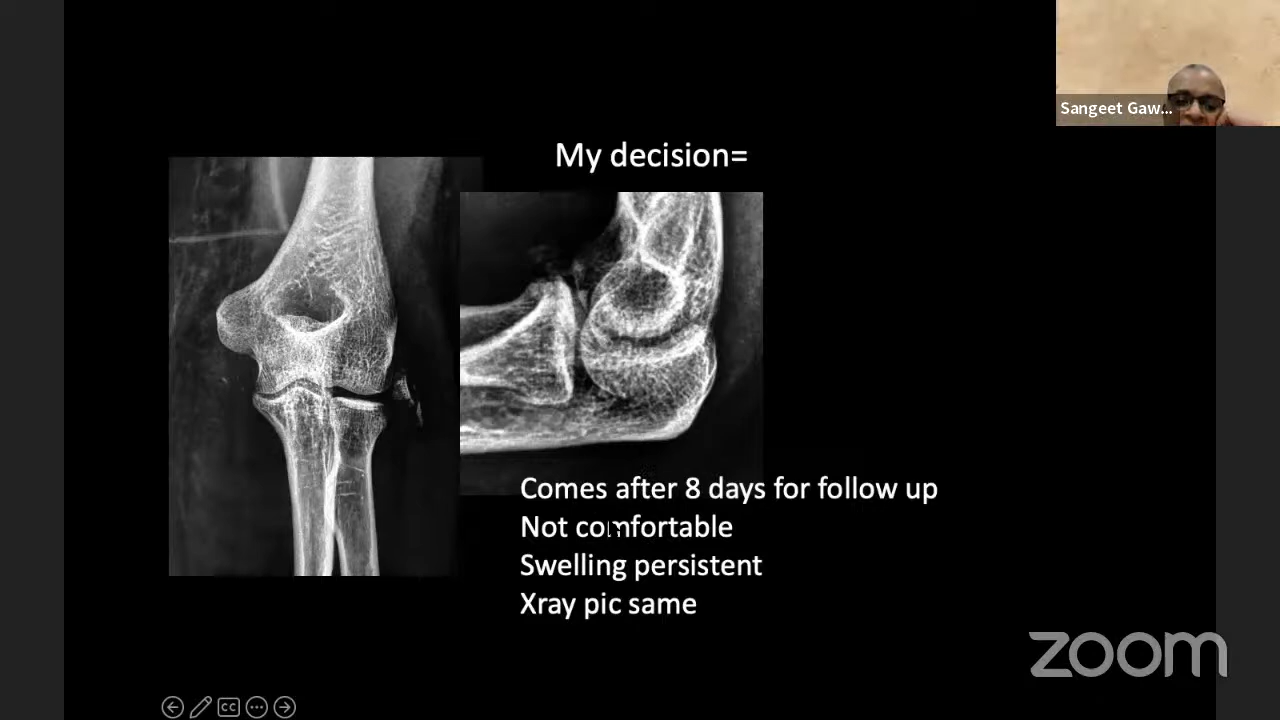 Sangeet Gaw...
My decision=
Comes after 8 days for follow up
Not comfortable
Swelling persistent
Xray pic same
zoom
CC